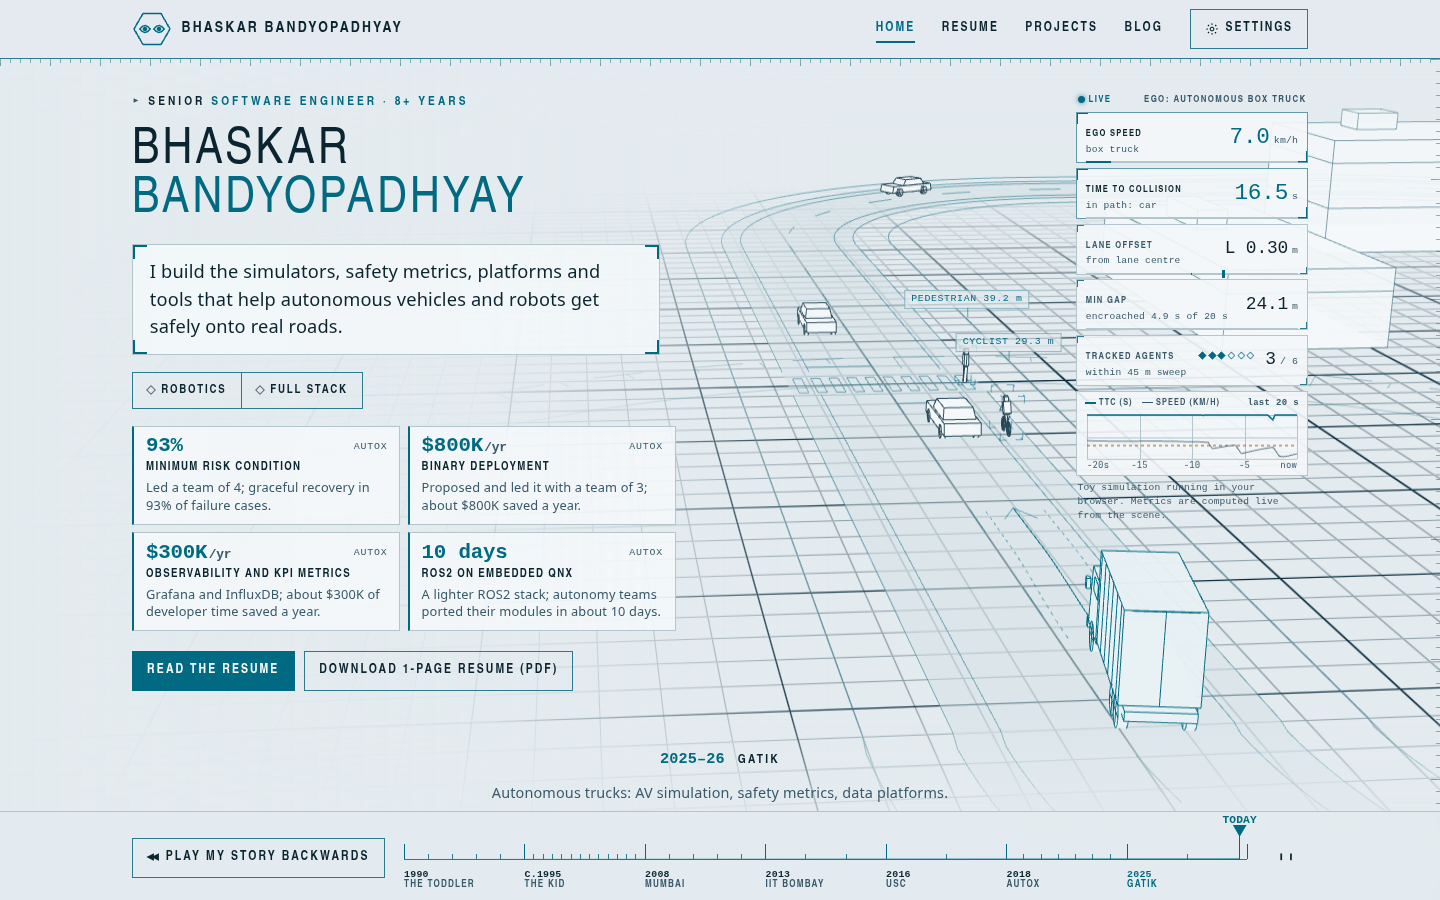 BHASKAR BANDYOPADHYAY
HOME
RESUME
PROJECTS
BLOG
SETTINGS
SENIOR SOFTWARE ENGINEER · 8+ YEARS
BHASKAR
BANDYOPADHYAY
I build the simulators, safety metrics, platforms and
tools that help autonomous vehicles and robots get
safely onto real roads.
ROBOTICS
FULL STACK
93%
AUTOX
MINIMUM RISK CONDITION
Led a team of 4; graceful recovery in
93% of failure cases.
$800K/yr
AUTOX
BINARY DEPLOYMENT
Proposed and led it with a team of 3;
about $800K saved a year.
$300K/yr
AUTOX
OBSERVABILITY AND KPI METRICS
Grafana and InfluxDB; about $300K of
developer time saved a year.
10 days
AUTOX
ROS2 ON EMBEDDED QNX
A lighter ROS2 stack; autonomy teams
ported their modules in about 10 days.
READ THE RESUME
DOWNLOAD 1-PAGE RESUME (PDF)
PEDESTRIAN 39.2 m
CYCLIST 29.3 m
LIVE
EGO: AUTONOMOUS BOX TRUCK
EGO SPEED
box truck
7.0 km/h
TIME TO COLLISION
in path: car
16.5 s
LANE OFFSET
from lane centre
L 0.30 m
MIN GAP
encroached 4.9 s of 20 s
24.1 m
TRACKED AGENTS
within 45 m sweep
3 / 6
TTC (S)
SPEED (KM/H)
last 20 s
-20s -15 -10 -5 now
Toy simulation running in your
browser. Metrics are computed live
from the scene.
2025–26 GATIK
Autonomous trucks: AV simulation, safety metrics, data platforms.
PLAY MY STORY BACKWARDS
TODAY
1990
THE TODDLER
C.1995
THE KID
2008
MUMBAI
2013
IIT BOMBAY
2016
USC
2018
AUTOX
2025
GATIK